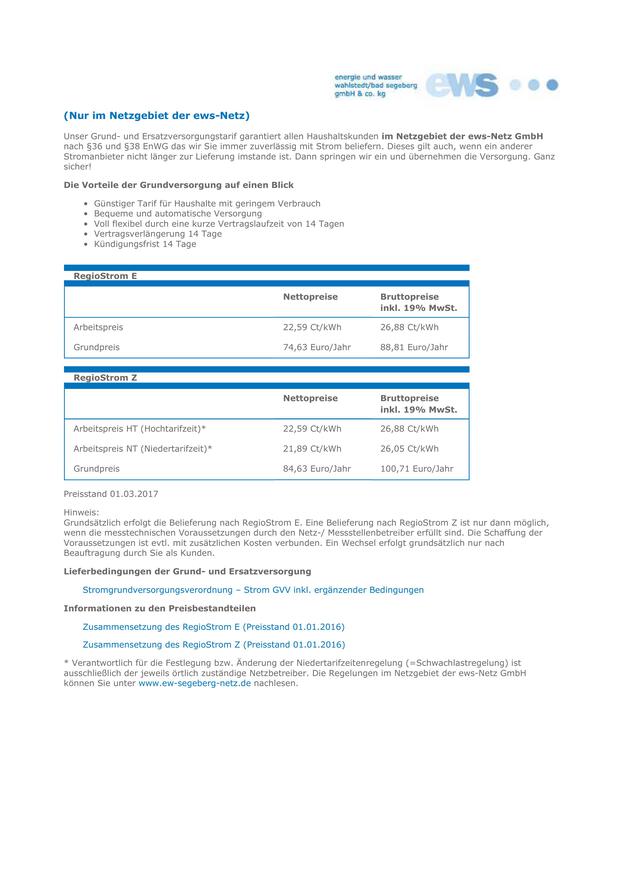 energie und wasser
wahlstedt/bad segeberg
gmbH & co. kg
ews
(Nur im Netzgebiet der ews-Netz)
Unser Grund- und Ersatzversorgungstarif garantiert allen Haushaltskunden im Netzgebiet der ews-Netz GmbH
nach §36 und §38 EnWG das wir Sie immer zuverlässig mit Strom beliefern. Dieses gilt auch, wenn ein anderer
Stromanbieter nicht länger zur Lieferung imstande ist. Dann springen wir ein und übernehmen die Versorgung. Ganz
sicher!
Die Vorteile der Grundversorgung auf einen Blick
• Günstiger Tarif für Haushalte mit geringem Verbrauch
• Bequeme und automatische Versorgung
• Voll flexibel durch eine kurze Vertragslaufzeit von 14 Tagen
• Vertragsverlängerung 14 Tage
• Kündigungsfrist 14 Tage
RegioStrom E
Nettopreise Bruttopreise
inkl. 19% MwSt.
Arbeitspreis 22,59 Ct/kWh 26,88 Ct/kWh
Grundpreis 74,63 Euro/Jahr 88,81 Euro/Jahr
RegioStrom Z
Nettopreise Bruttopreise
inkl. 19% MwSt.
Arbeitspreis HT (Hochtarifzeit)* 22,59 Ct/kWh 26,88 Ct/kWh
Arbeitspreis NT (Niedertarifzeit)* 21,89 Ct/kWh 26,05 Ct/kWh
Grundpreis 84,63 Euro/Jahr 100,71 Euro/Jahr
Preisstand 01.03.2017
Hinweis:
Grundsätzlich erfolgt die Belieferung nach RegioStrom E. Eine Belieferung nach RegioStrom Z ist nur dann möglich,
wenn die messtechnischen Voraussetzungen durch den Netz-/ Messstellenbetreiber erfüllt sind. Die Schaffung der
Voraussetzungen ist evtl. mit zusätzlichen Kosten verbunden. Ein Wechsel erfolgt grundsätzlich nur nach
Beauftragung durch Sie als Kunden.
Lieferbedingungen der Grund- und Ersatzversorgung
Stromgrundversorgungsverordnung – Strom GVV inkl. ergänzender Bedingungen
Informationen zu den Preisbestandteilen
Zusammensetzung des RegioStrom E (Preisstand 01.01.2016)
Zusammensetzung des RegioStrom Z (Preisstand 01.01.2016)
* Verantwortlich für die Festlegung bzw. Änderung der Niedertarifzeitenregelung (=Schwachlastregelung) ist
ausschließlich der jeweils örtlich zuständige Netzbetreiber. Die Regelungen im Netzgebiet der ews-Netz GmbH
können Sie unter www.ew-segeberg-netz.de nachlesen.